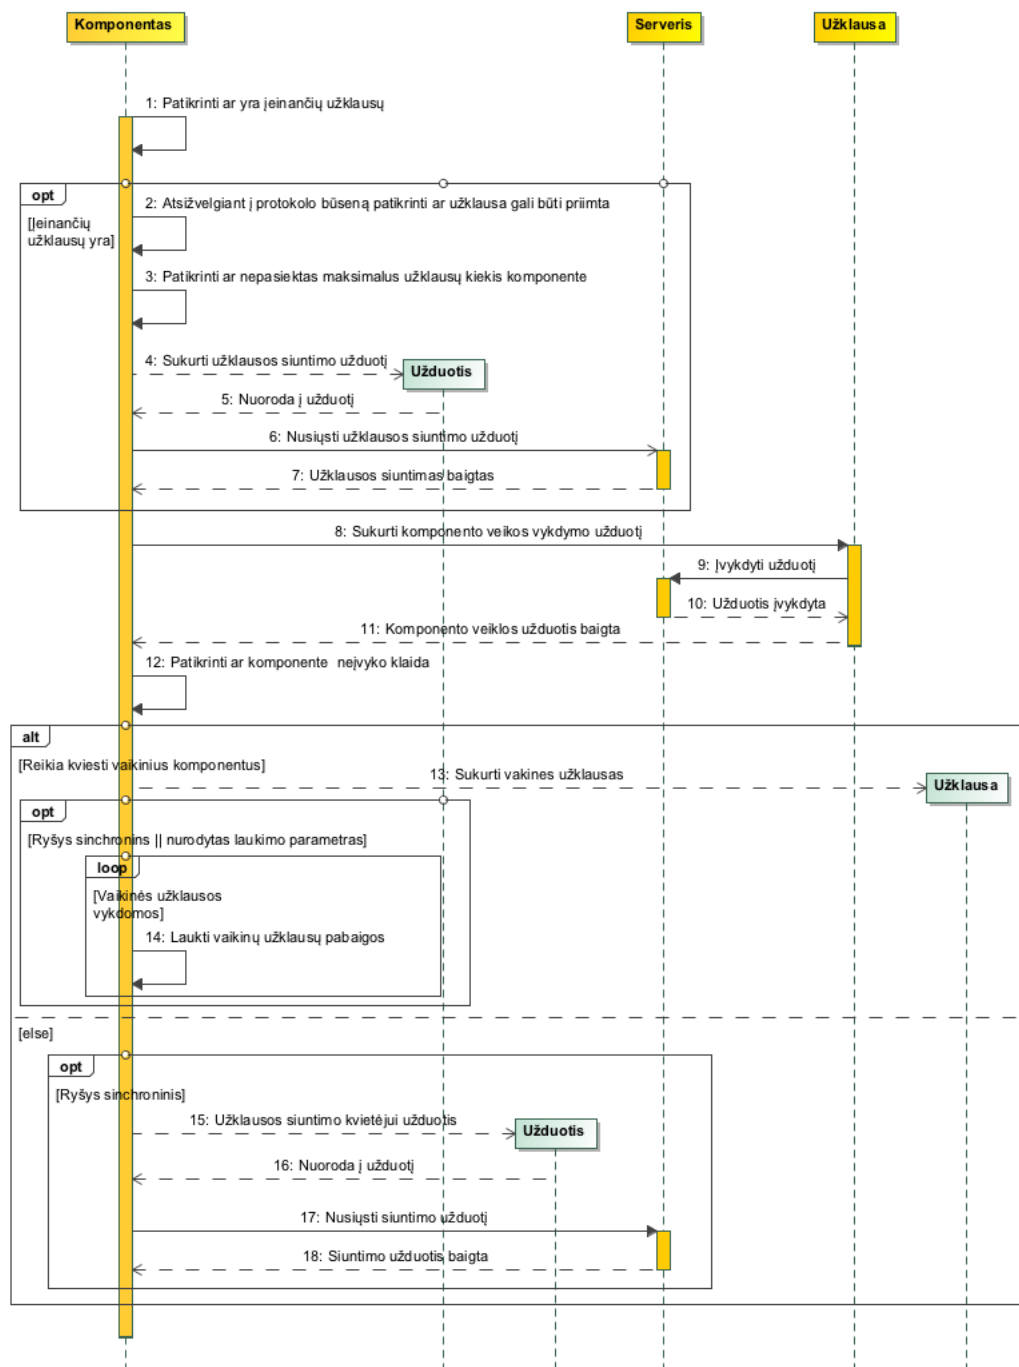 Komponentas
Serveris
Užklausa
1: Patikrinti ar yra įeinančių užklausų
opt
[Įeinančių
užklausų yra]
2: Atsižvelgiant į protokolo būseną patikrinti ar užklausa gali būti priimta
3: Patikrinti ar nepasiektas maksimalus užklausų kiekis komponente
4: Sukurti užklausos siuntimo užduotį
Užduotis
5: Nuoroda į užduotį
6: Nusiųsti užklausos siuntimo užduotį
7: Užklausos siuntimas baigtas
8: Sukurti komponento veikos vykdymo užduotį
9: Įvykdyti užduotį
10: Užduotis įvykdyta
11: Komponento veiklos užduotis baigta
12: Patikrinti ar komponente neįvyko klaida
alt
[Reikia kviesti vaikinius komponentus]
13: Sukurti vakines užklausas
Užklausa
opt
[Ryšys sinchronins || nurodytas laukimo parametras]
loop
[Vaikinės užklausos
vykdomos]
14: Laukti vaikinų užklausų pabaigos
[else]
opt
[Ryšys sinchroninis]
15: Užklausos siuntimo kvietėjui užduotis
Užduotis
16: Nuoroda į užduotį
17: Nusiųsti siuntimo užduotį
18: Siuntimo užduotis baigta